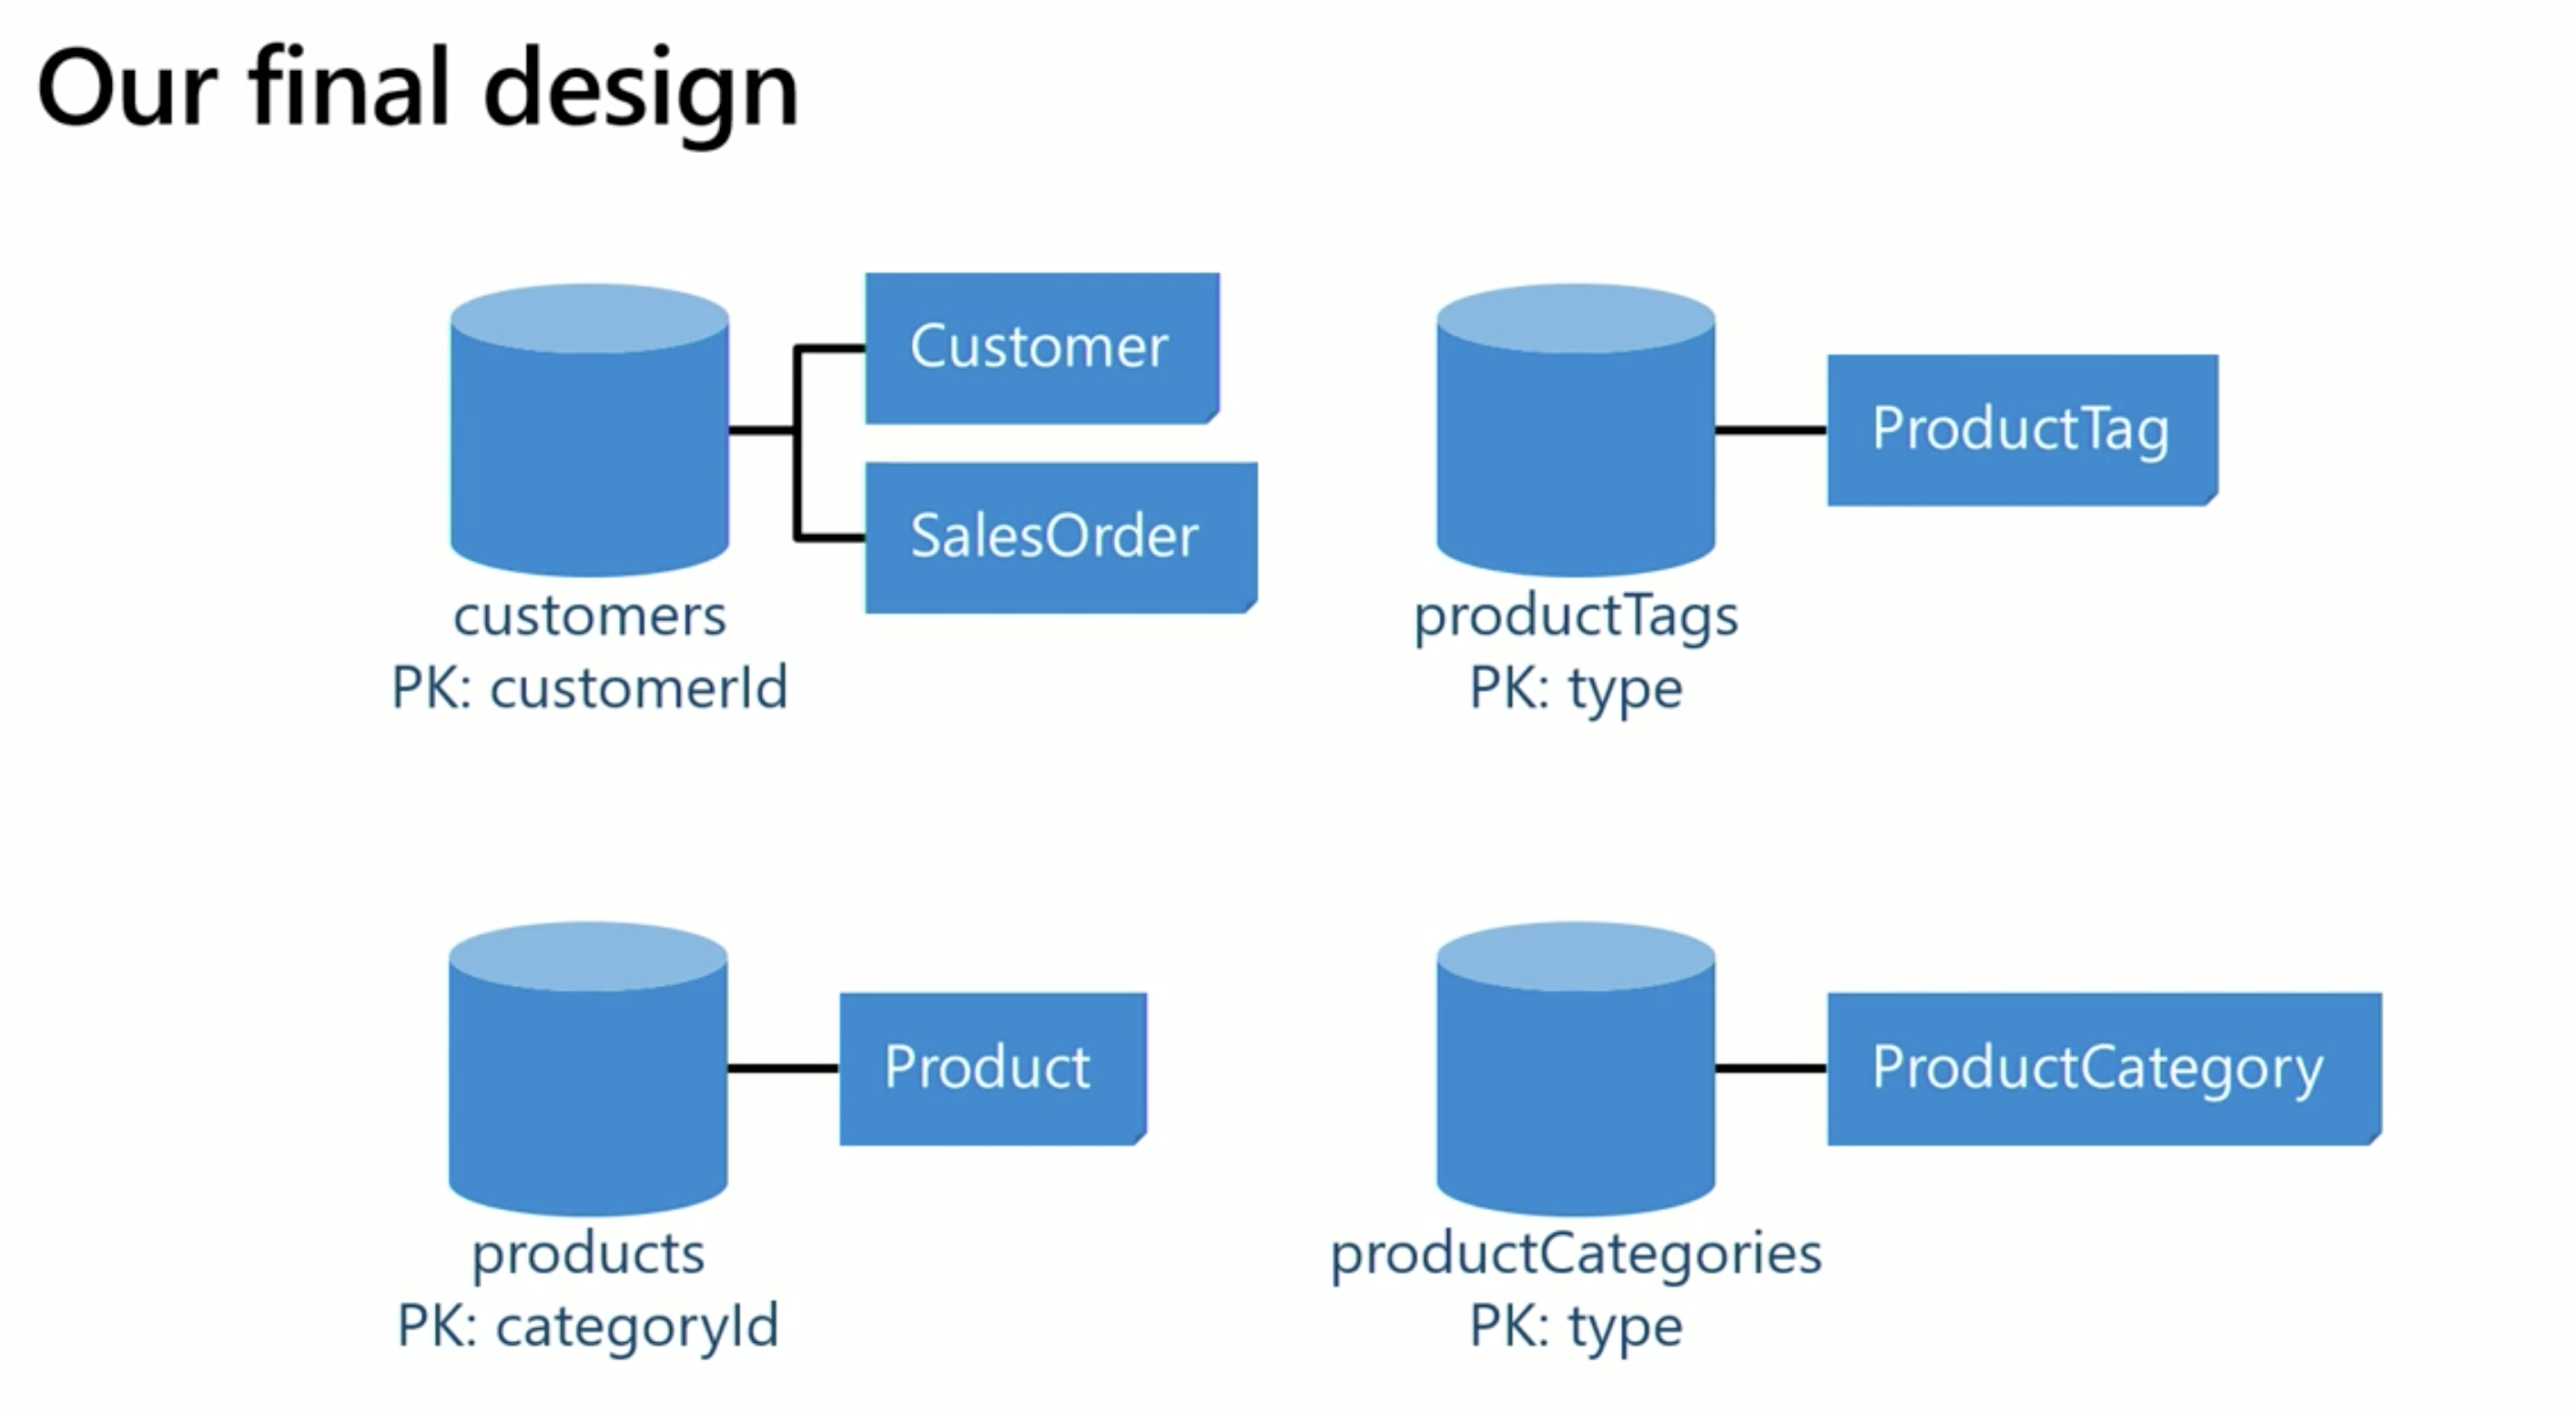 Our final design
Customer
SalesOrder
customers
PK: customerId
ProductTag
productTags
PK: type
Product
products
PK: categoryId
ProductCategory
productCategories
PK: type